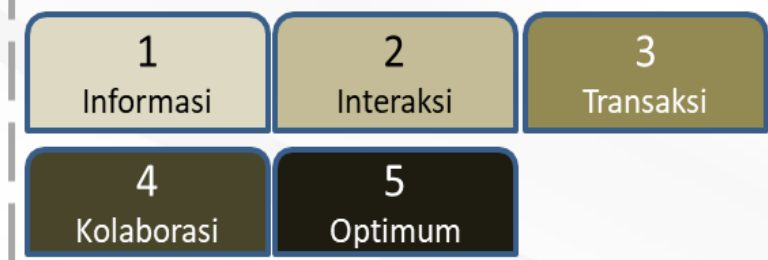 1
Informasi
2
Interaksi
3
Transaksi
4
Kolaborasi
5
Optimum